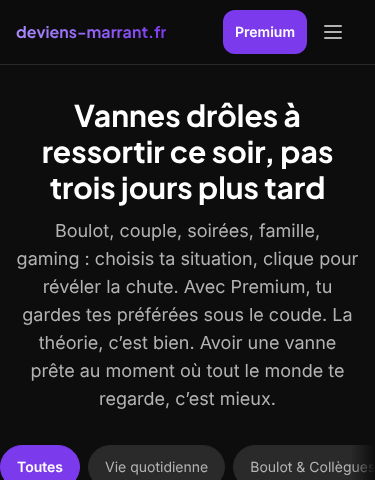 deviens-marrant.fr
Premium
Vannes drôles à
ressortir ce soir, pas
trois jours plus tard
Boulot, couple, soirées, famille,
gaming : choisis ta situation, clique pour
révéler la chute. Avec Premium, tu
gardes tes préférées sous le coude. La
théorie, c’est bien. Avoir une vanne
prête au moment où tout le monde te
regarde, c’est mieux.
Toutes
Vie quotidienne
Boulot & Collègues